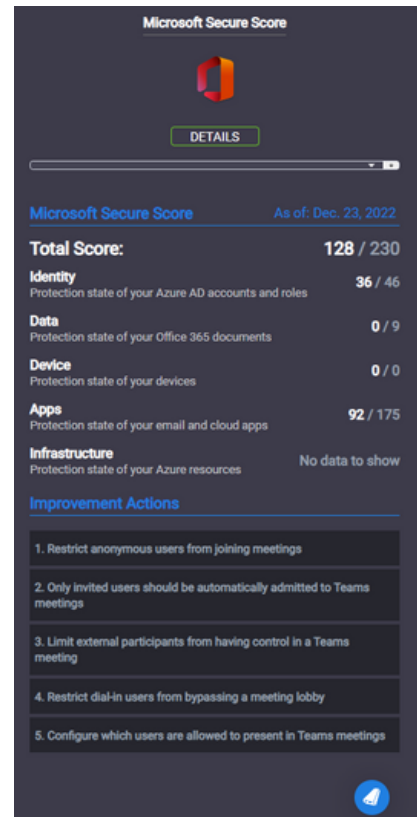 Microsoft Secure Score
DETAILS
Microsoft Secure Score As of: Dec. 23, 2022
Total Score: 128 / 230
Identity 36 / 46
Protection state of your Azure AD accounts and roles
Data 0 / 9
Protection state of your Office 365 documents
Device 0 / 0
Protection state of your devices
Apps 92 / 175
Protection state of your email and cloud apps
Infrastructure No data to show
Protection state of your Azure resources
Improvement Actions
1. Restrict anonymous users from joining meetings
2. Only invited users should be automatically admitted to Teams
meetings
3. Limit external participants from having control in a Teams
meeting
4. Restrict dial-in users from bypassing a meeting lobby
5. Configure which users are allowed to present in Teams meetings